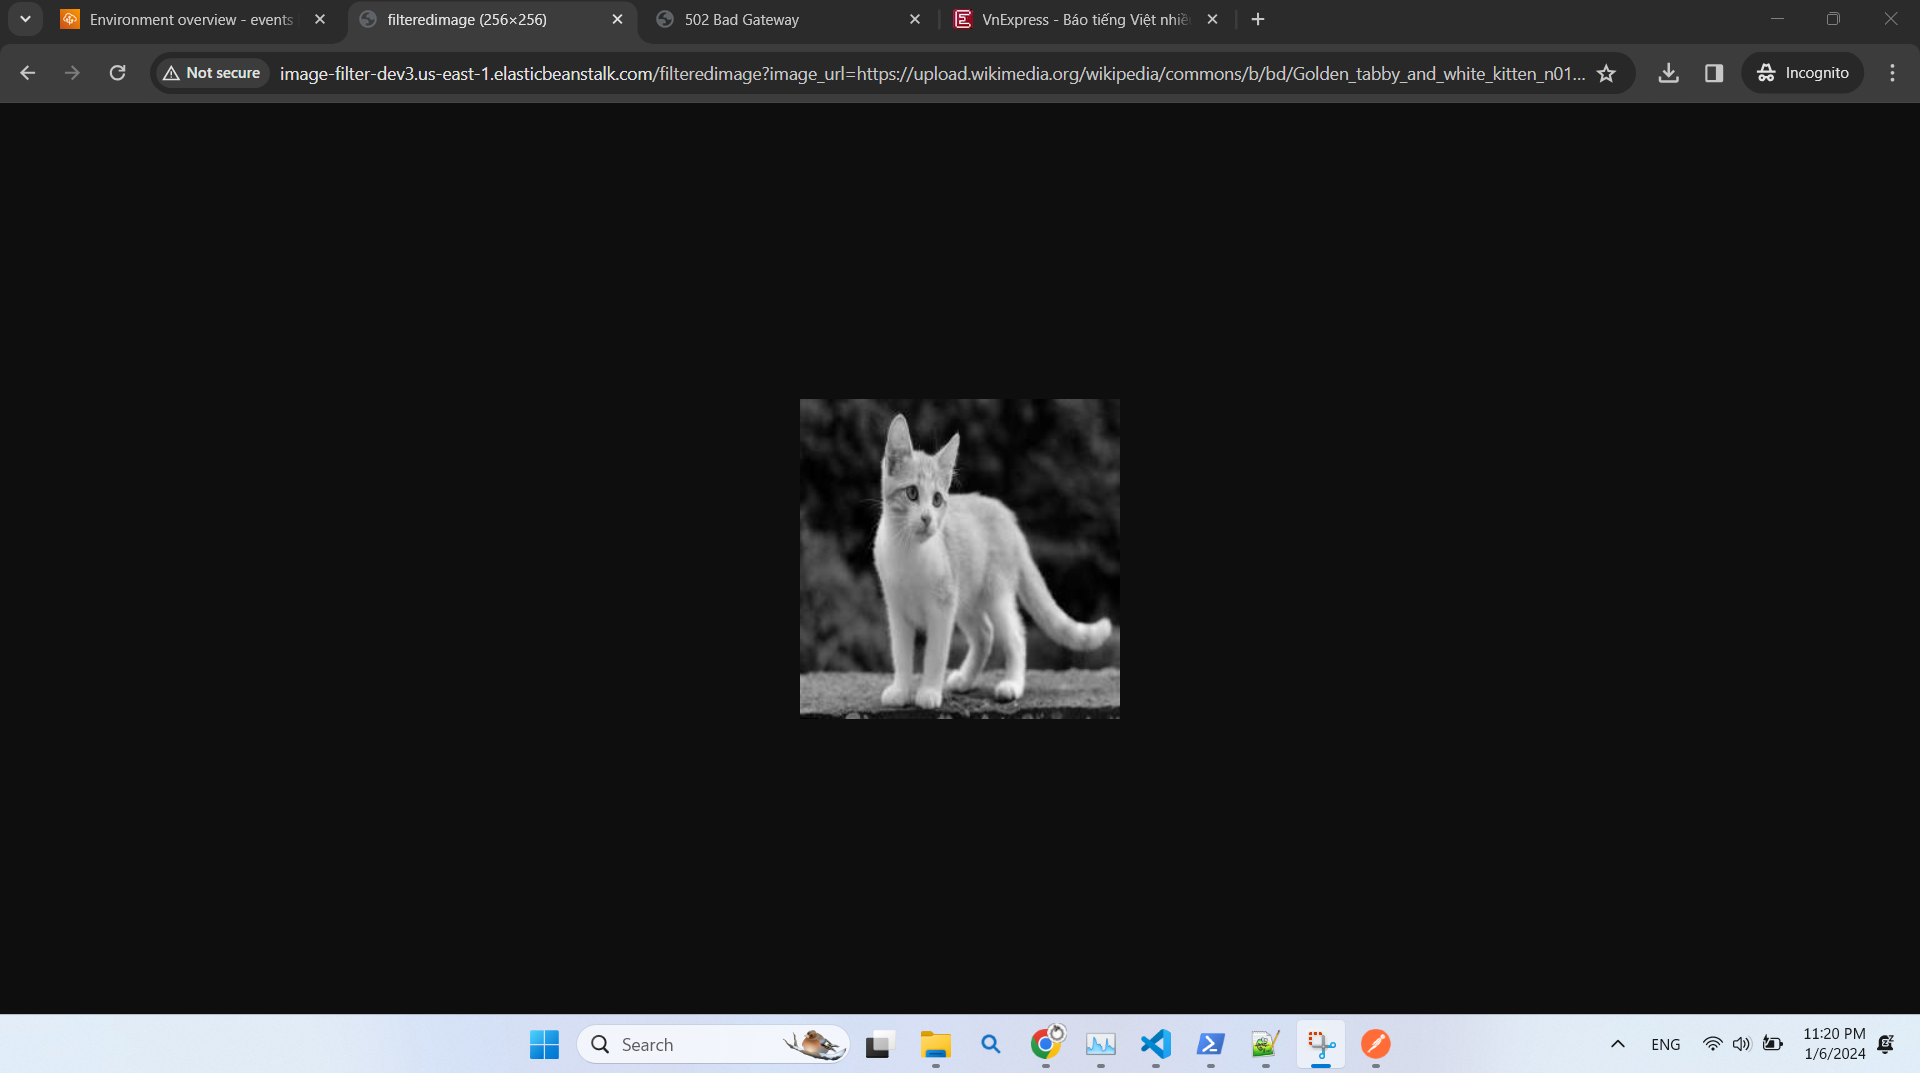 Environment overview - events
filteredimage (256×256)
502 Bad Gateway
VnExpress - Báo tiếng Việt nhiề
Not secure
image-filter-dev3.us-east-1.elasticbeanstalk.com/filteredimage?image_url=https://upload.wikimedia.org/wikipedia/commons/b/bd/Golden_tabby_and_white_kitten_n01...
Incognito
Search
ENG
11:20 PM
1/6/2024